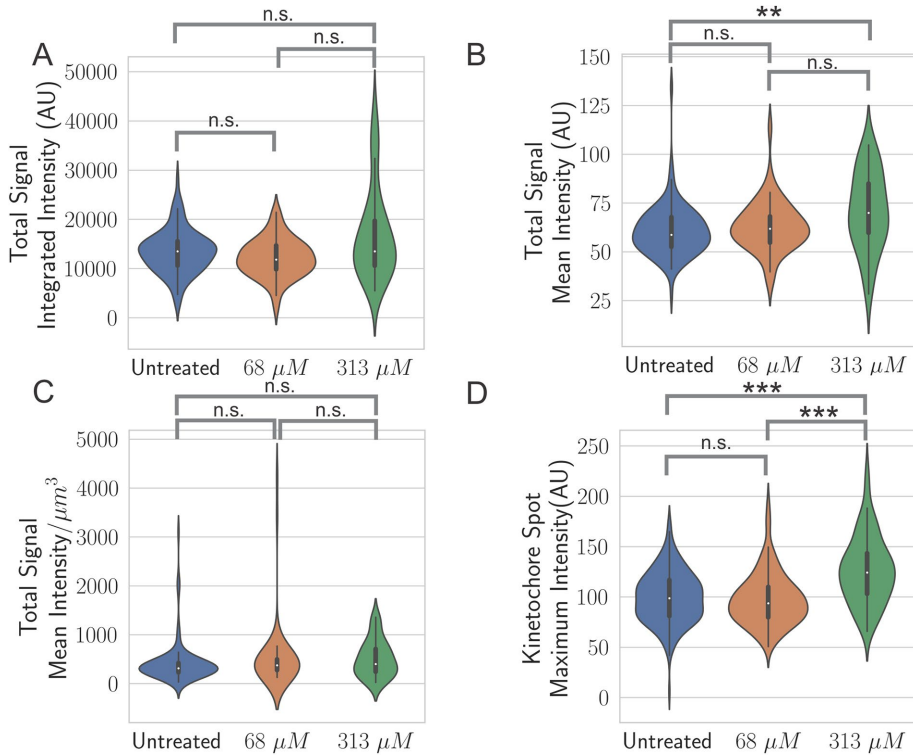 A
n.s.
n.s.
n.s.
Total Signal
Integrated Intensity (AU)
50000
40000
30000
20000
10000
0
Untreated
68 μM
313 μM
B
**
n.s.
n.s.
Total Signal
Mean Intensity (AU)
150
125
100
75
50
25
Untreated
68 μM
313 μM
C
n.s.
n.s.
n.s.
Total Signal
Mean Intensity/μm³
5000
4000
3000
2000
1000
0
Untreated
68 μM
313 μM
D
***
***
n.s.
Kinetochore Spot
Maximum Intensity(AU)
250
200
150
100
50
0
Untreated
68 μM
313 μM